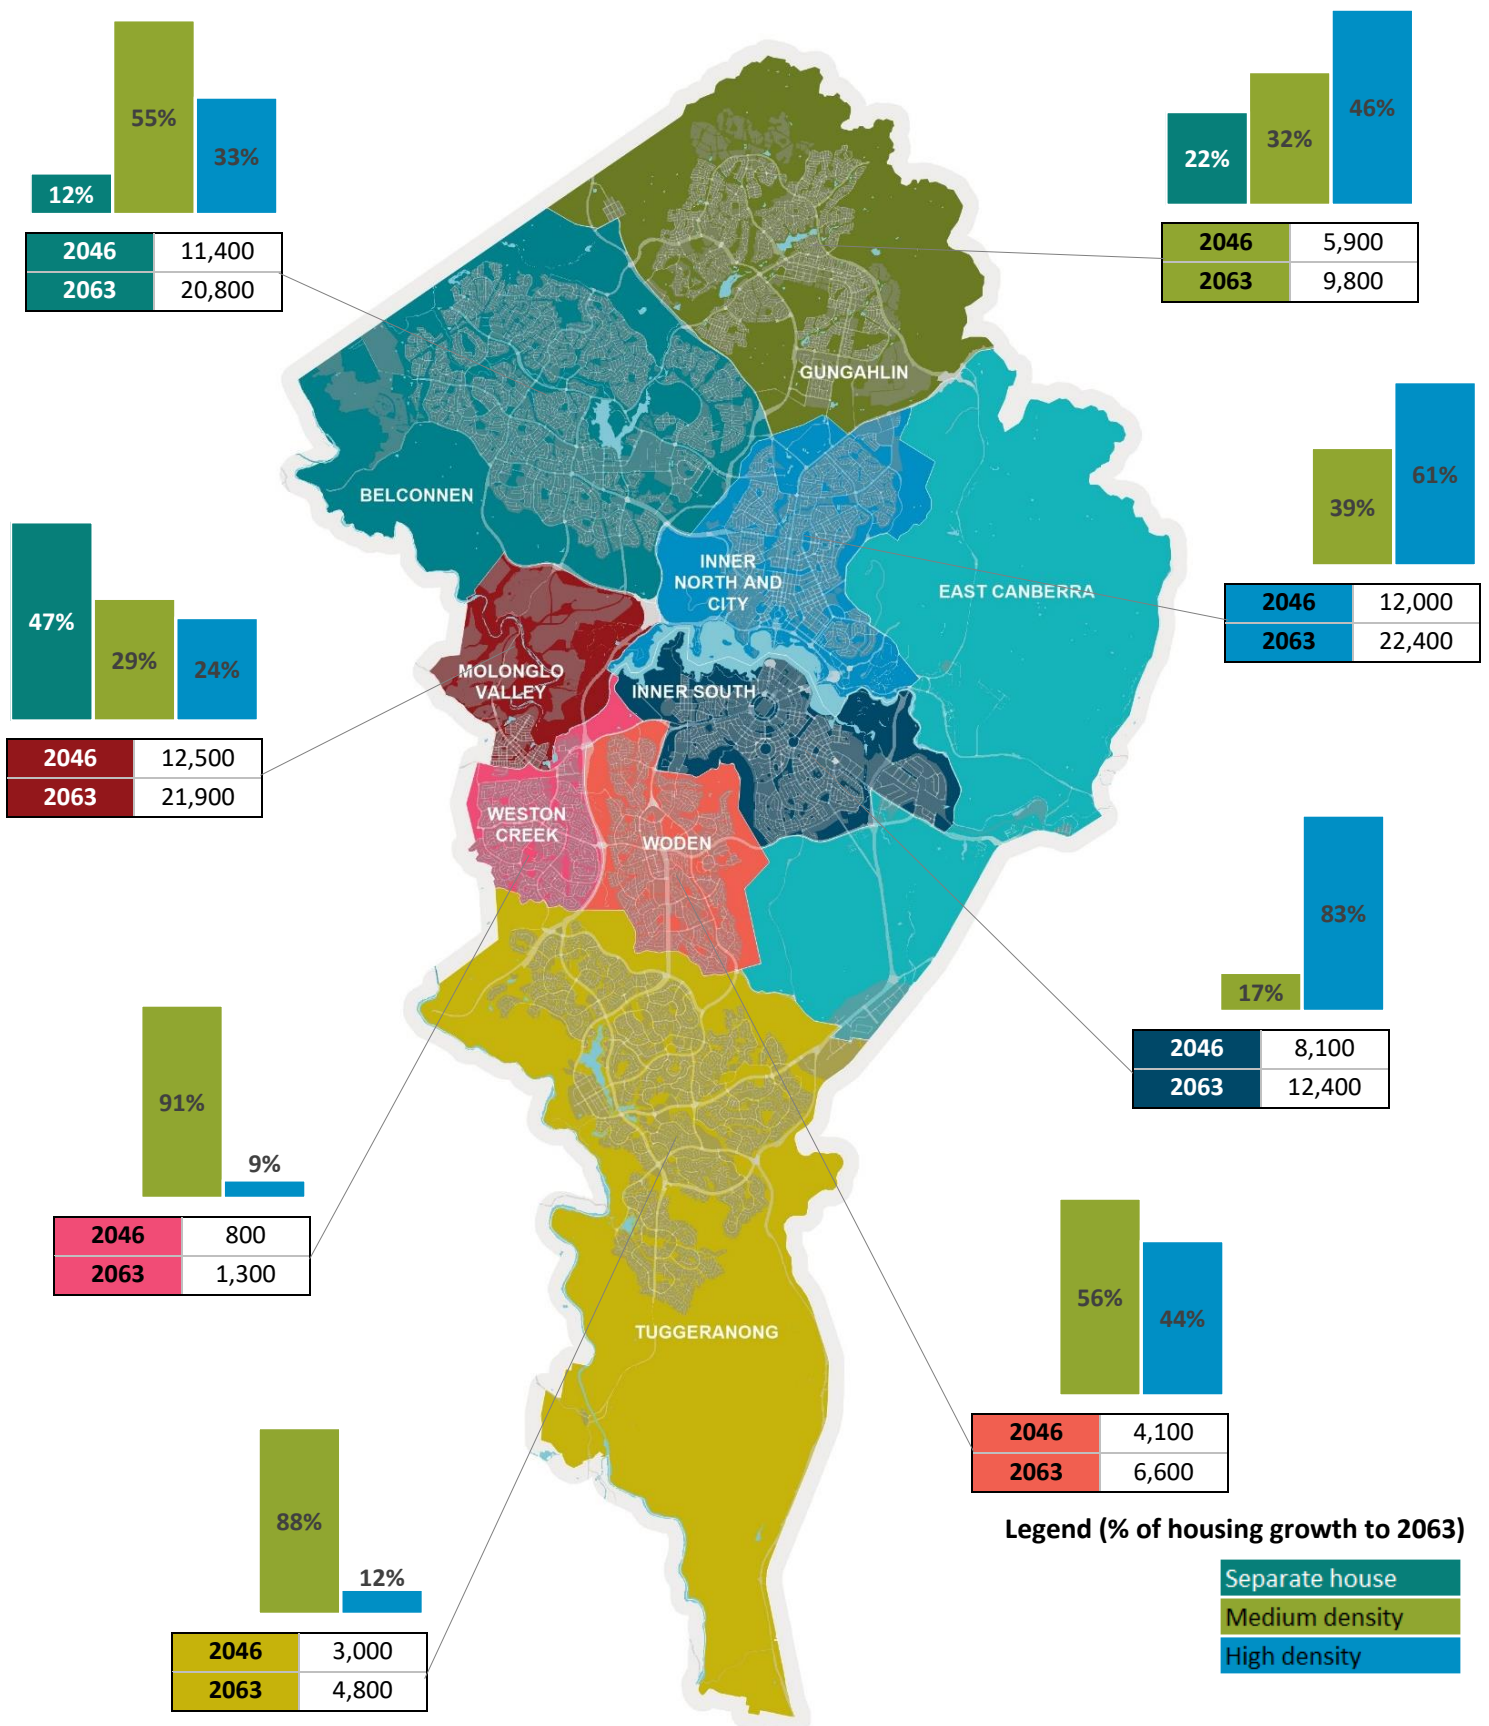 55%
33%
12%
2046 11,400
2063 20,800
46%
32%
22%
2046 5,900
2063 9,800
GUNGAHLIN
BELCONNEN
61%
39%
2046 12,000
2063 22,400
INNER
NORTH AND
CITY
EAST CANBERRA
47%
29%
24%
2046 12,500
2063 21,900
MOLONGLO
VALLEY
INNER SOUTH
WESTON
CREEK
WODEN
83%
17%
2046 8,100
2063 12,400
91%
9%
2046 800
2063 1,300
56%
44%
2046 4,100
2063 6,600
TUGGERANONG
88%
12%
2046 3,000
2063 4,800
Legend (% of housing growth to 2063)
Separate house
Medium density
High density